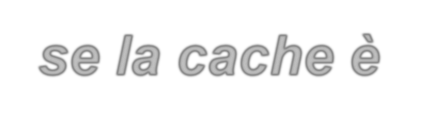 se la cache è